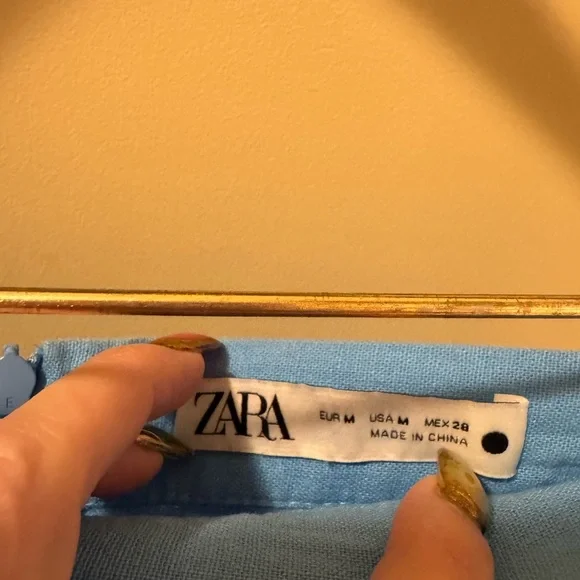 ZARA
EUR M USA M MEX 28
MADE IN CHINA
E